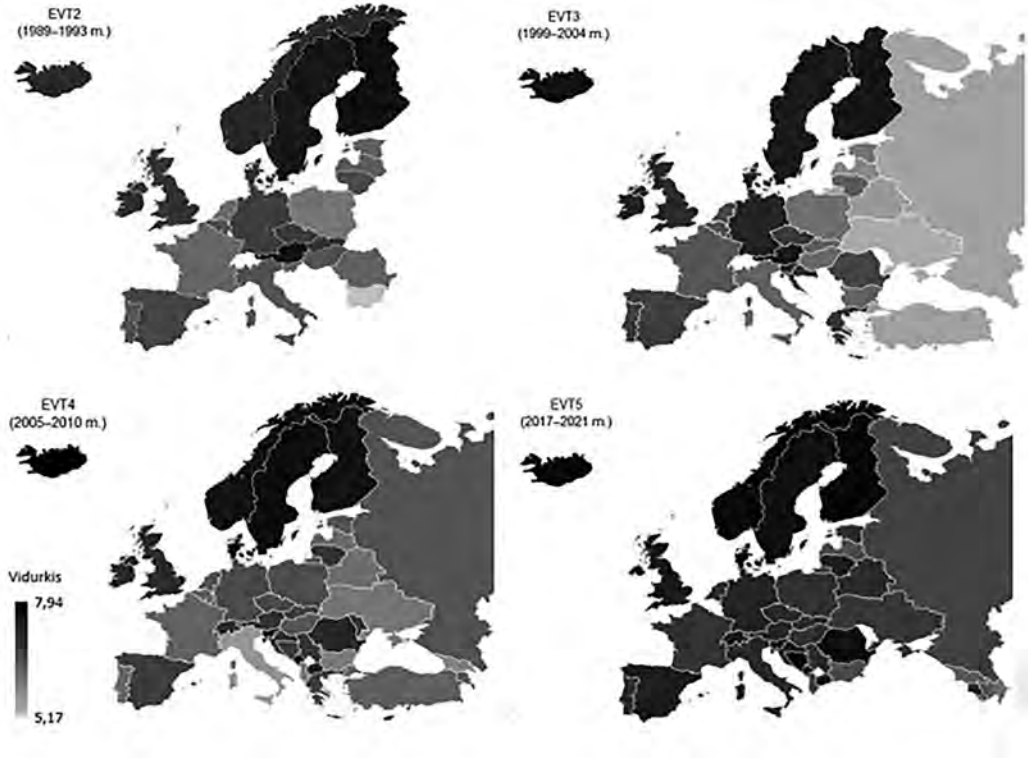 EVT2
(1989–1993 m.)
EVT3
(1999–2004 m.)
EVT4
(2005–2010 m.)
EVT5
(2017–2021 m.)
Vidurkis
7,94
5,17